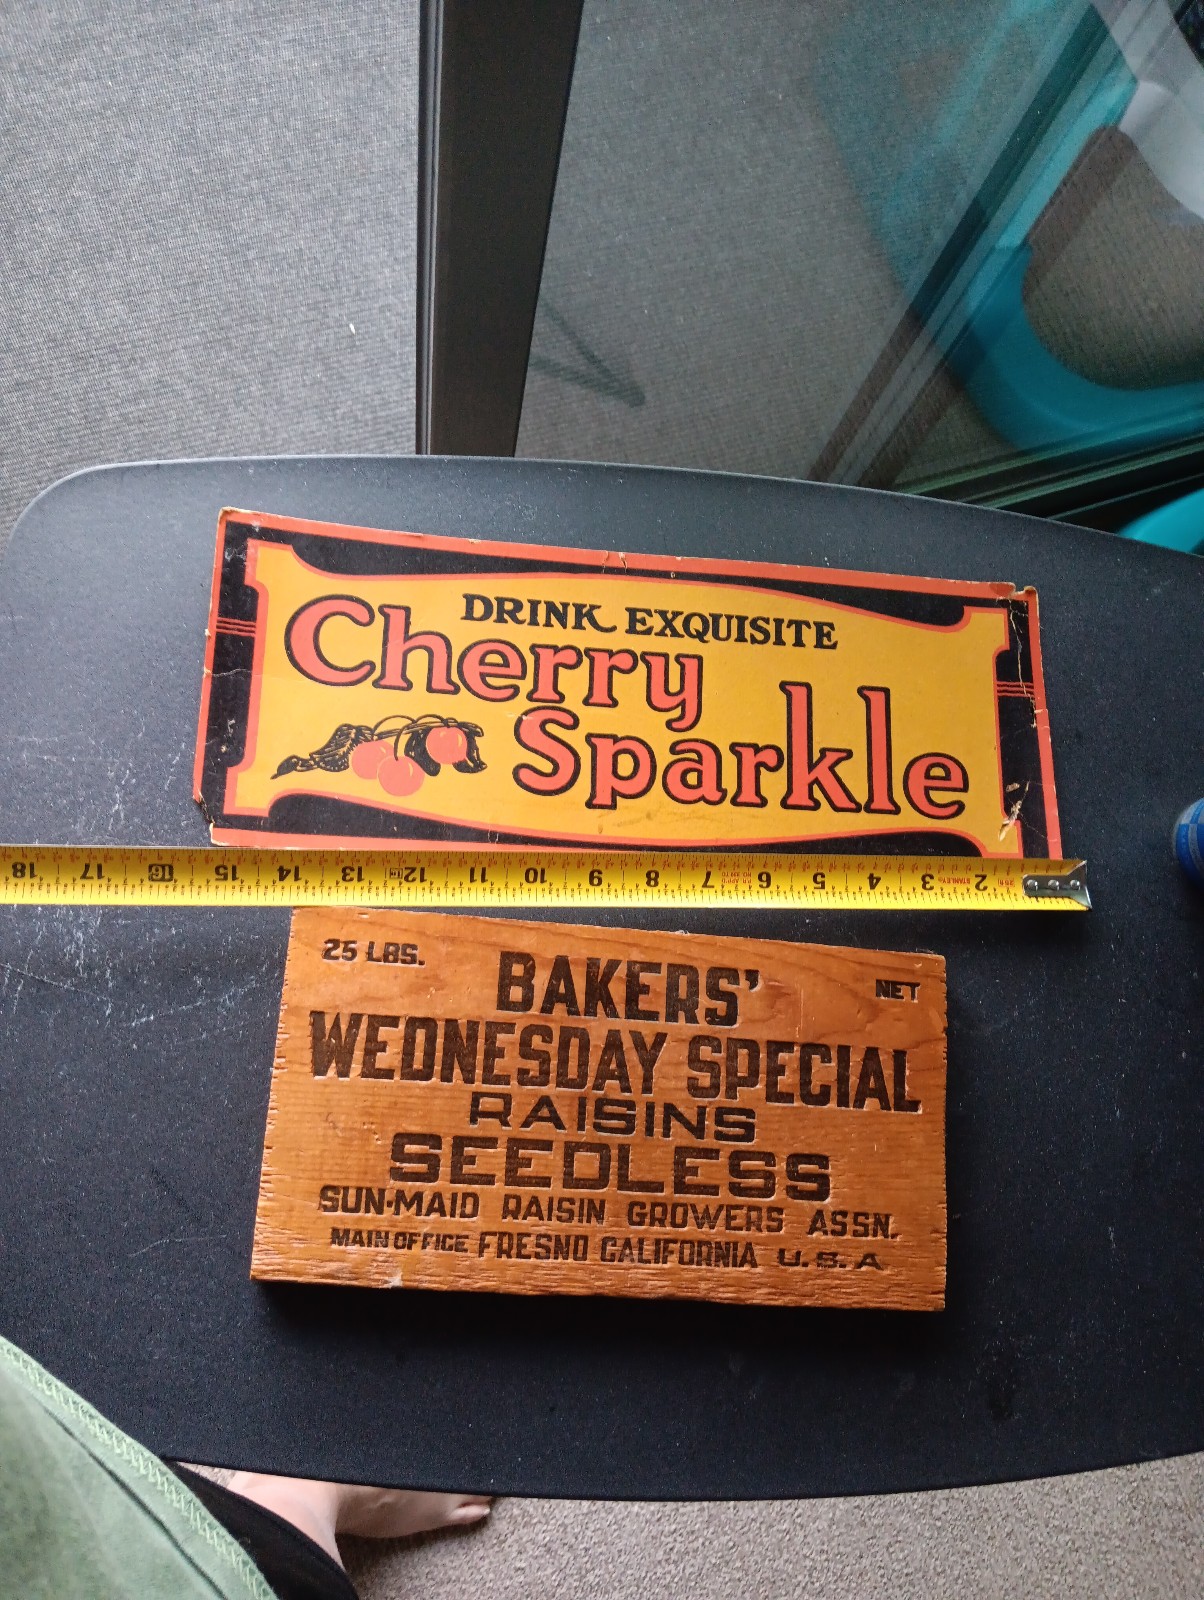 DRINK EXQUISITE
Cherry
Sparkle
18 17 16 15 14 13 12 11 10 9 8 7 6 5 4 3 STANLEY 2
25 LBS.
BAKERS'
NET
WEDNESDAY SPECIAL
RAISINS
SEEDLESS
SUN-MAID RAISIN GROWERS ASSN.
MAIN OFFICE FRESNO CALIFORNIA U.S.A